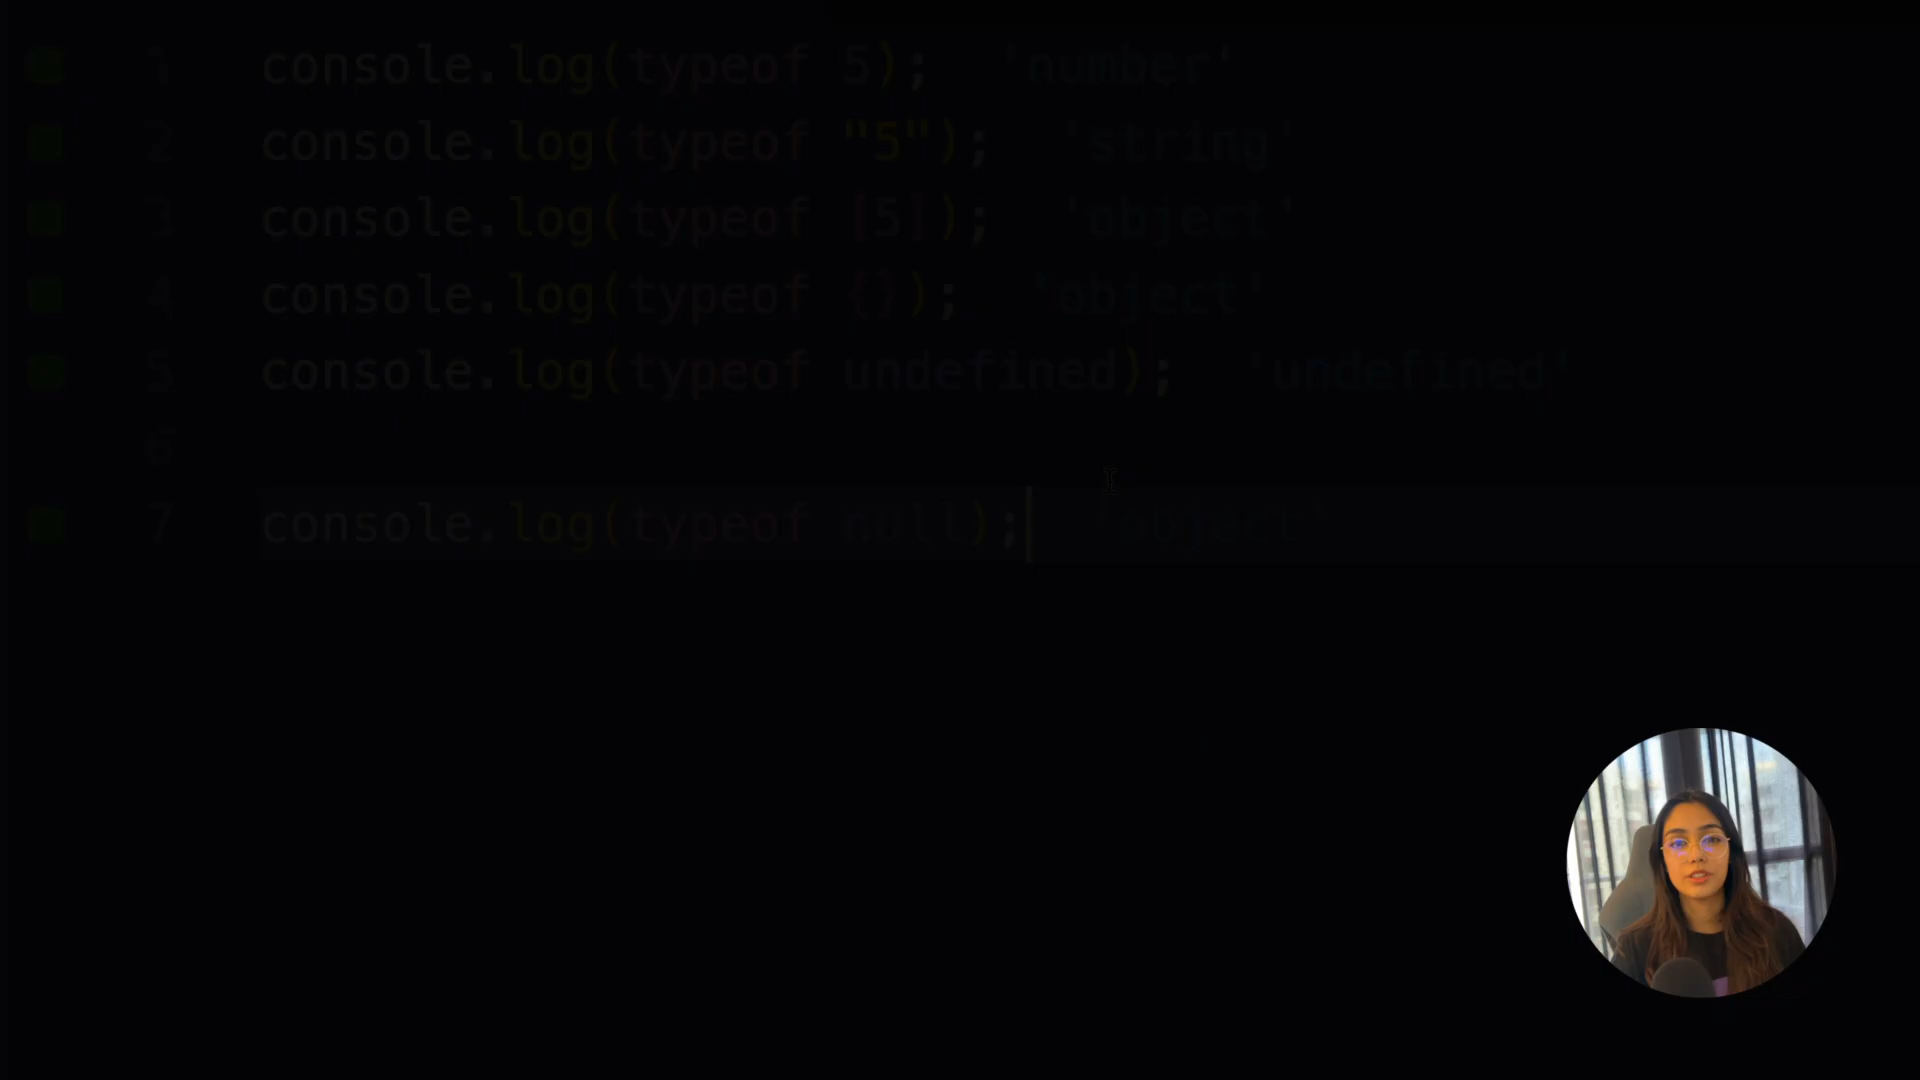 1 console.log(typeof 5); 'number'
2 console.log(typeof "5"); 'string'
3 console.log(typeof [5]); 'object'
4 console.log(typeof {}); 'object'
5 console.log(typeof undefined); 'undefined'
6
7 console.log(typeof null); 'object'